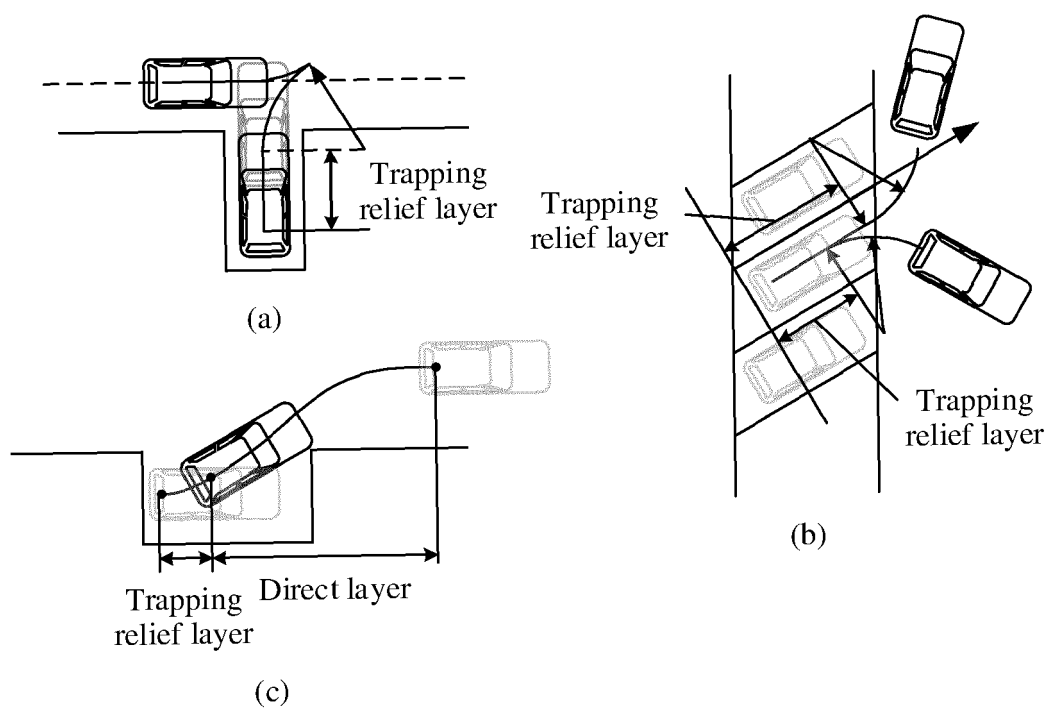 Trapping
relief layer
(a)
Trapping
relief layer
Trapping
relief layer
(b)
Direct layer
Trapping
relief layer
(c)